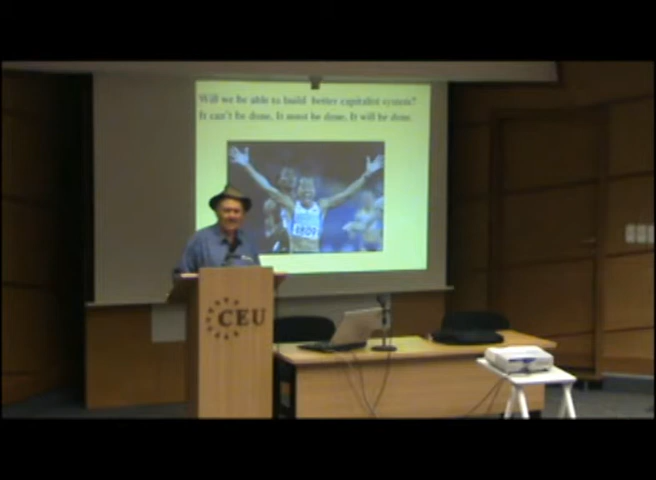 Will we be able to build better capitalist system?
It can't be done, It must be done, It will be done.
1809
CEU